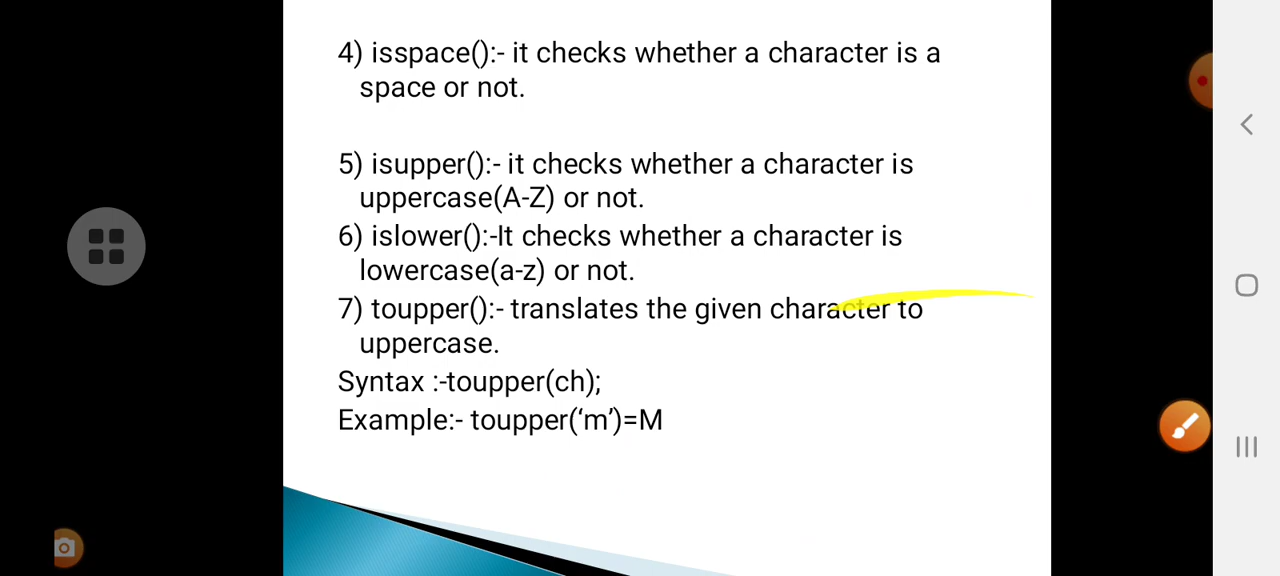 4) isspace():- it checks whether a character is a
space or not.
5) isupper():- it checks whether a character is
uppercase(A-Z) or not.
6) islower():-It checks whether a character is
lowercase(a-z) or not.
7) toupper():- translates the given character to
uppercase.
Syntax :-toupper(ch);
Example:- toupper(‘m’)=M